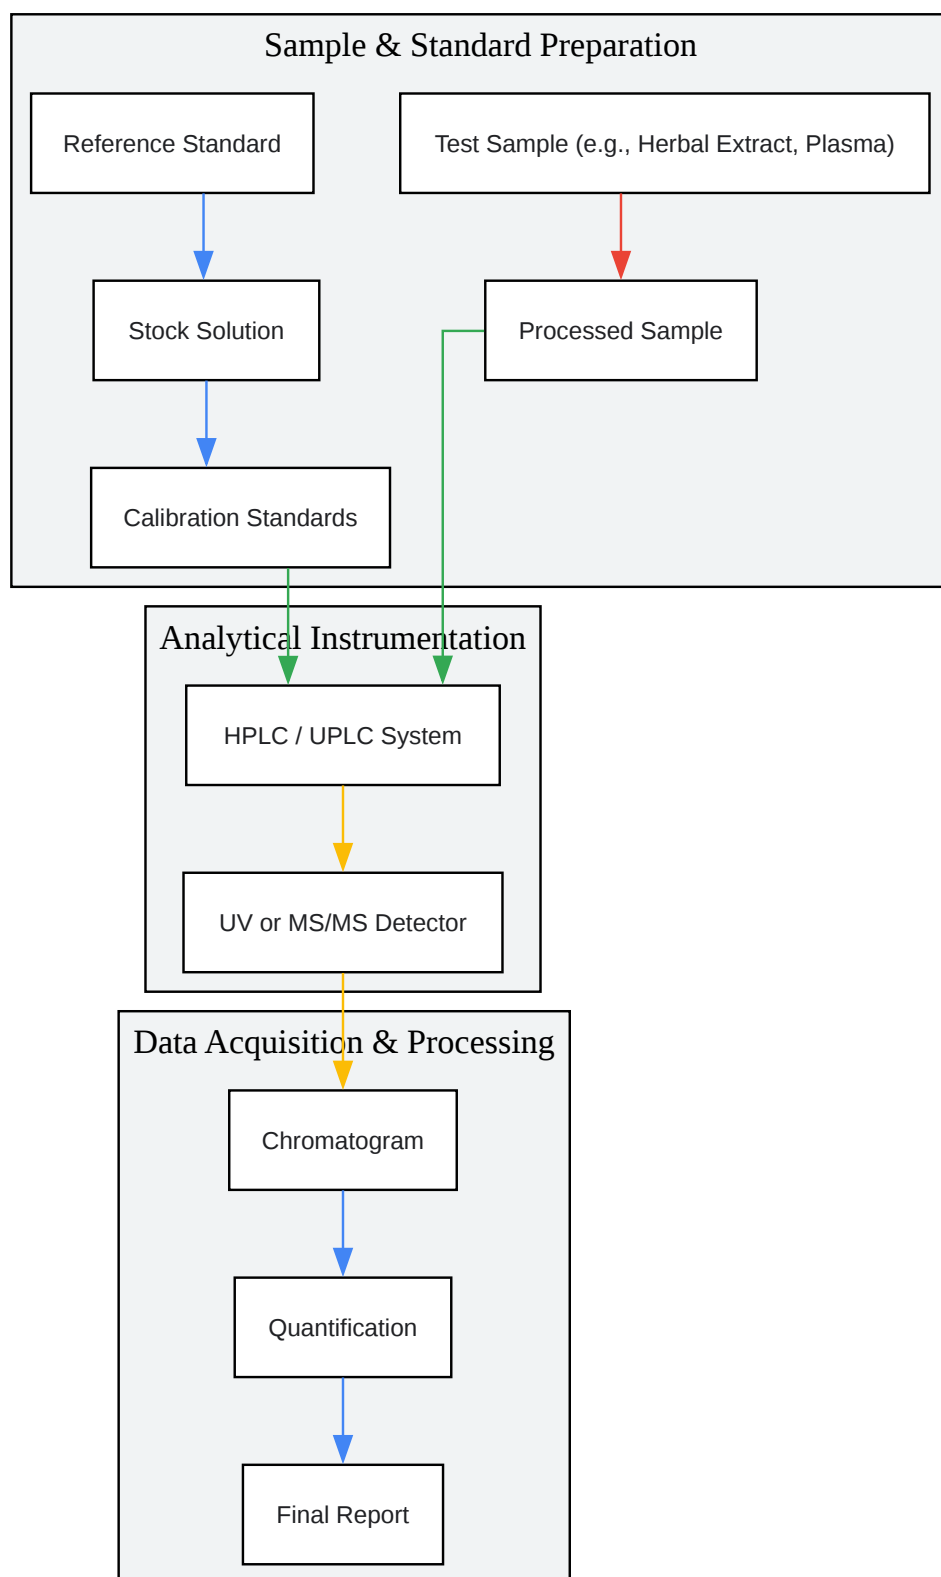 Sample & Standard Preparation
Reference Standard
Test Sample (e.g., Herbal Extract, Plasma)
Stock Solution
Processed Sample
Calibration Standards
Analytical Instrumentation
HPLC / UPLC System
UV or MS/MS Detector
Data Acquisition & Processing
Chromatogram
Quantification
Final Report